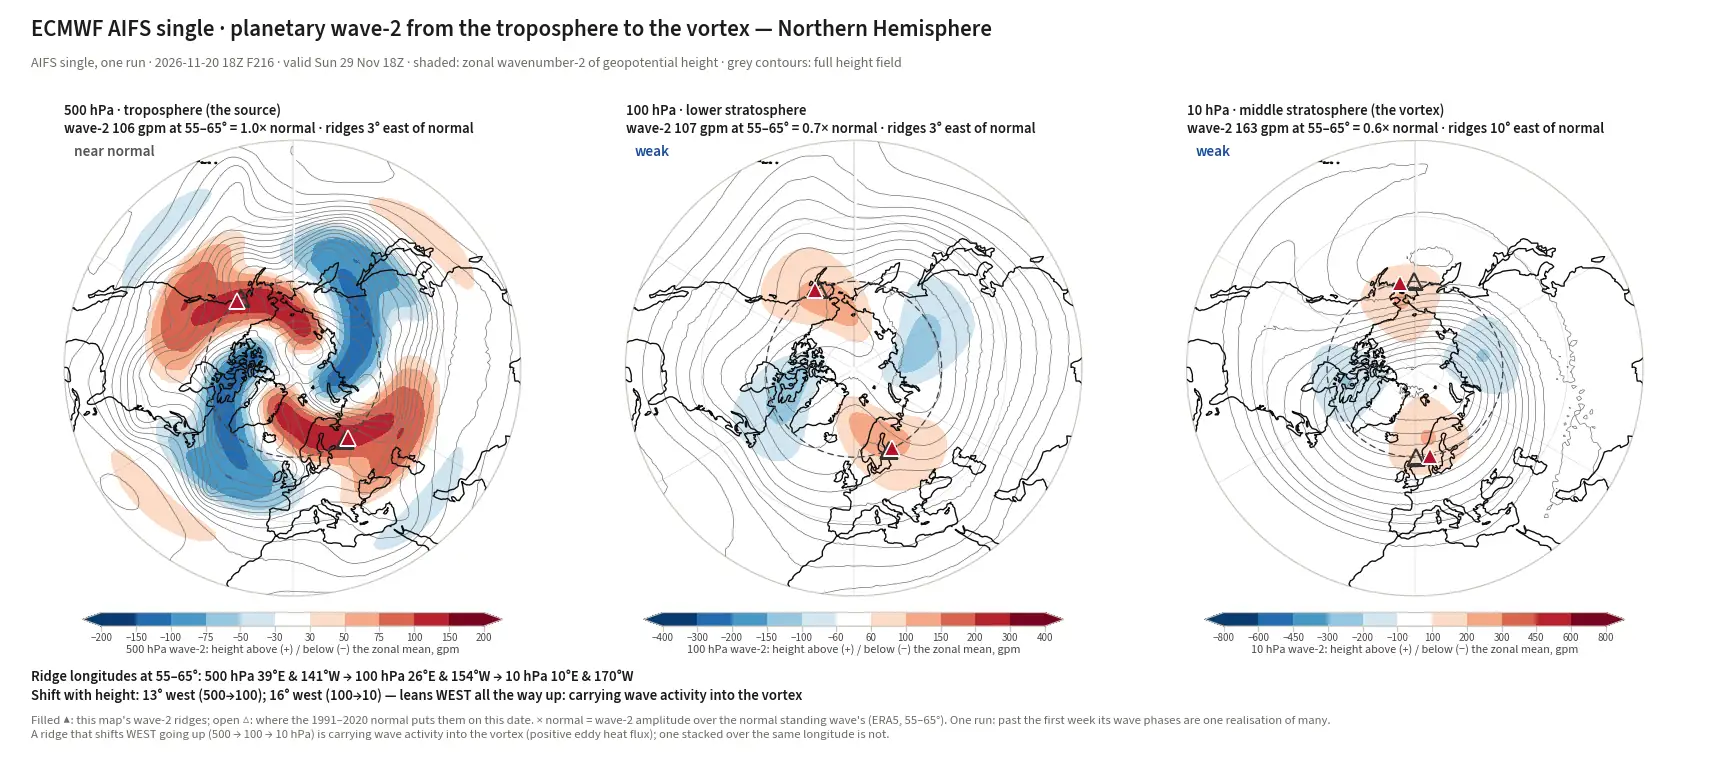 ECMWF AIFS single · planetary wave-2 from the troposphere to the vortex — Northern Hemisphere
AIFS single, one run · 2026-11-20 18Z F216 · valid Sun 29 Nov 18Z · shaded: zonal wavenumber-2 of geopotential height · grey contours: full height field
500 hPa · troposphere (the source)
wave-2 106 gpm at 55–65° = 1.0× normal · ridges 3° east of normal
near normal
100 hPa · lower stratosphere
wave-2 107 gpm at 55–65° = 0.7× normal · ridges 3° east of normal
weak
10 hPa · middle stratosphere (the vortex)
wave-2 163 gpm at 55–65° = 0.6× normal · ridges 10° east of normal
weak
−200 −150 −100 −75 −50 −30 30 50 75 100 150 200
500 hPa wave-2: height above (+) / below (−) the zonal mean, gpm
−400 −300 −200 −150 −100 −60 60 100 150 200 300 400
100 hPa wave-2: height above (+) / below (−) the zonal mean, gpm
−800 −600 −450 −300 −200 −100 100 200 300 450 600 800
10 hPa wave-2: height above (+) / below (−) the zonal mean, gpm
Ridge longitudes at 55–65°: 500 hPa 39°E & 141°W → 100 hPa 26°E & 154°W → 10 hPa 10°E & 170°W
Shift with height: 13° west (500→100); 16° west (100→10) — leans WEST all the way up: carrying wave activity into the vortex
Filled ▲: this map's wave-2 ridges; open △: where the 1991–2020 normal puts them on this date. × normal = wave-2 amplitude over the normal standing wave's (ERA5, 55–65°). One run: past the first week its wave phases are one realisation of many.
A ridge that shifts WEST going up (500 → 100 → 10 hPa) is carrying wave activity into the vortex (positive eddy heat flux); one stacked over the same longitude is not.